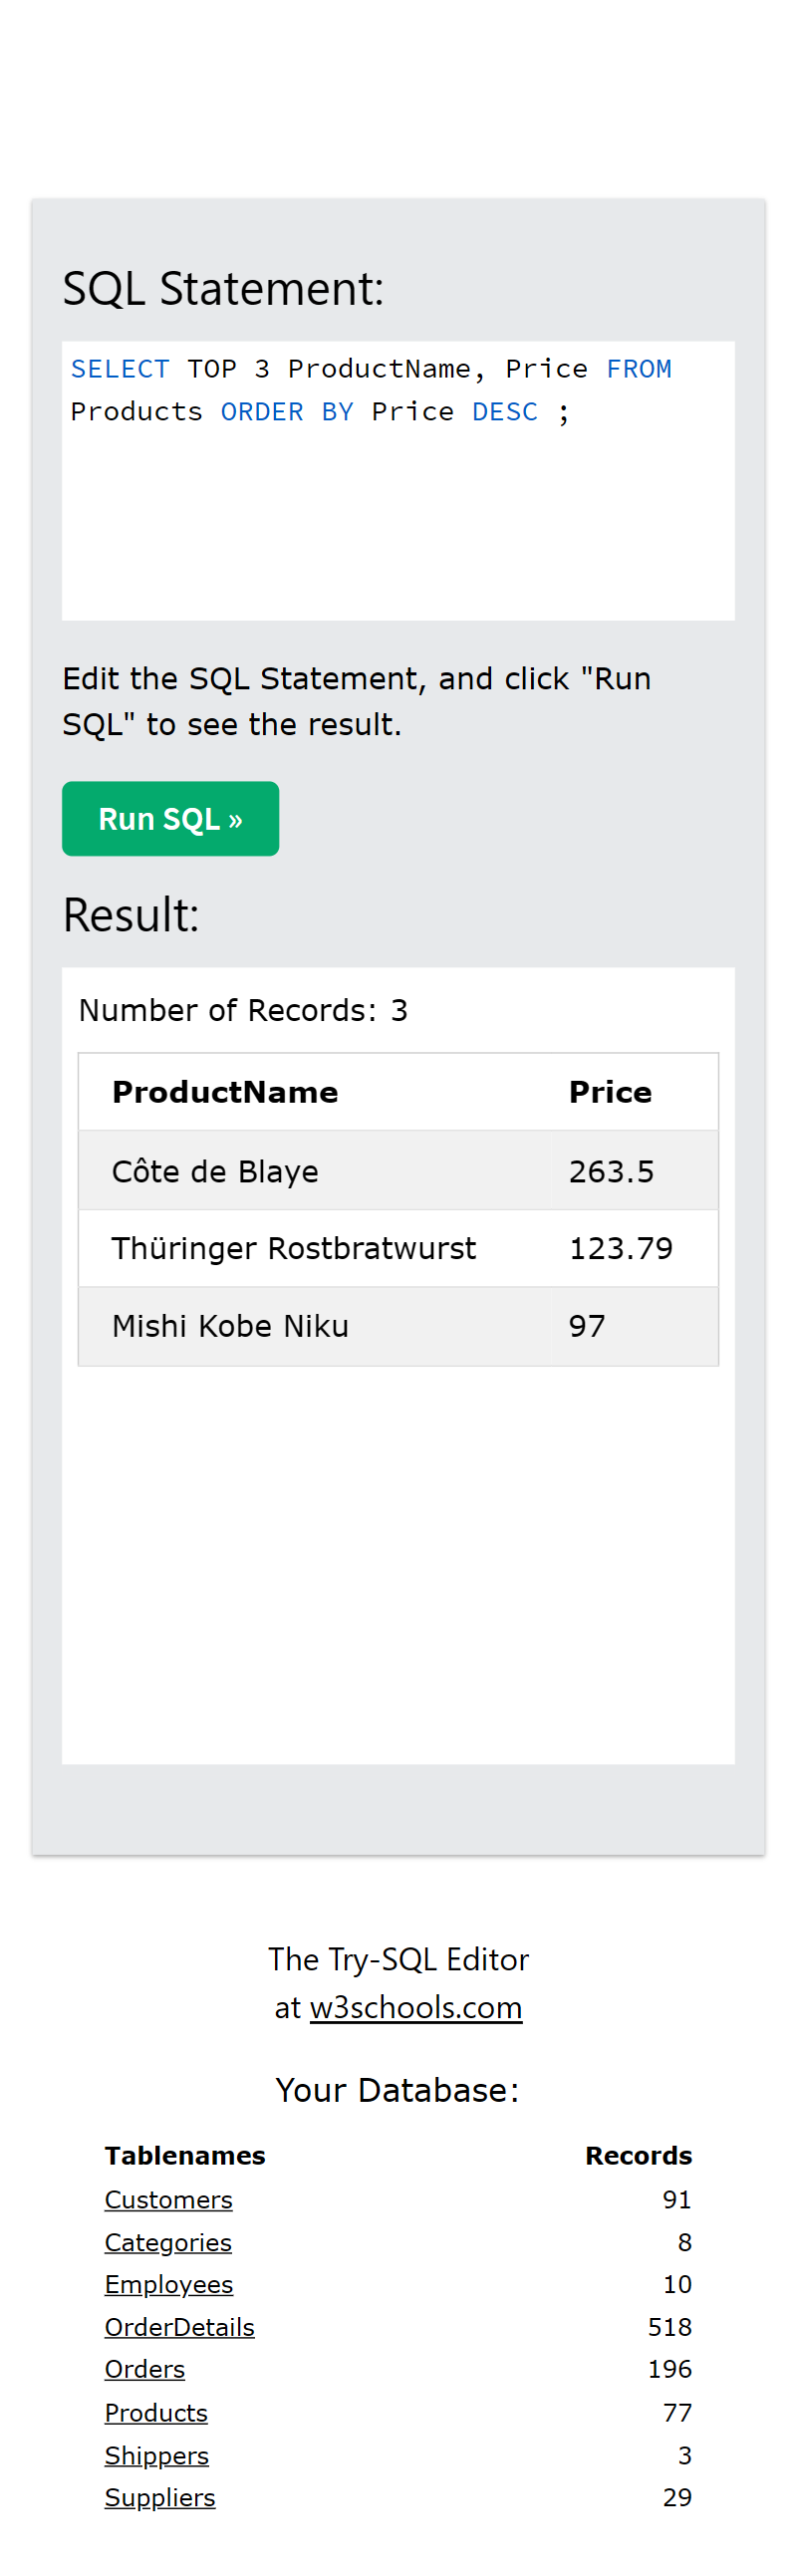 SQL Statement:
SELECT TOP 3 ProductName, Price FROM
Products ORDER BY Price DESC ;
Edit the SQL Statement, and click "Run
SQL" to see the result.
Run SQL »
Result:
Number of Records: 3
ProductName Price
Côte de Blaye 263.5
Thüringer Rostbratwurst 123.79
Mishi Kobe Niku 97
The Try-SQL Editor
at w3schools.com
Your Database:
Tablenames Records
Customers 91
Categories 8
Employees 10
OrderDetails 518
Orders 196
Products 77
Shippers 3
Suppliers 29